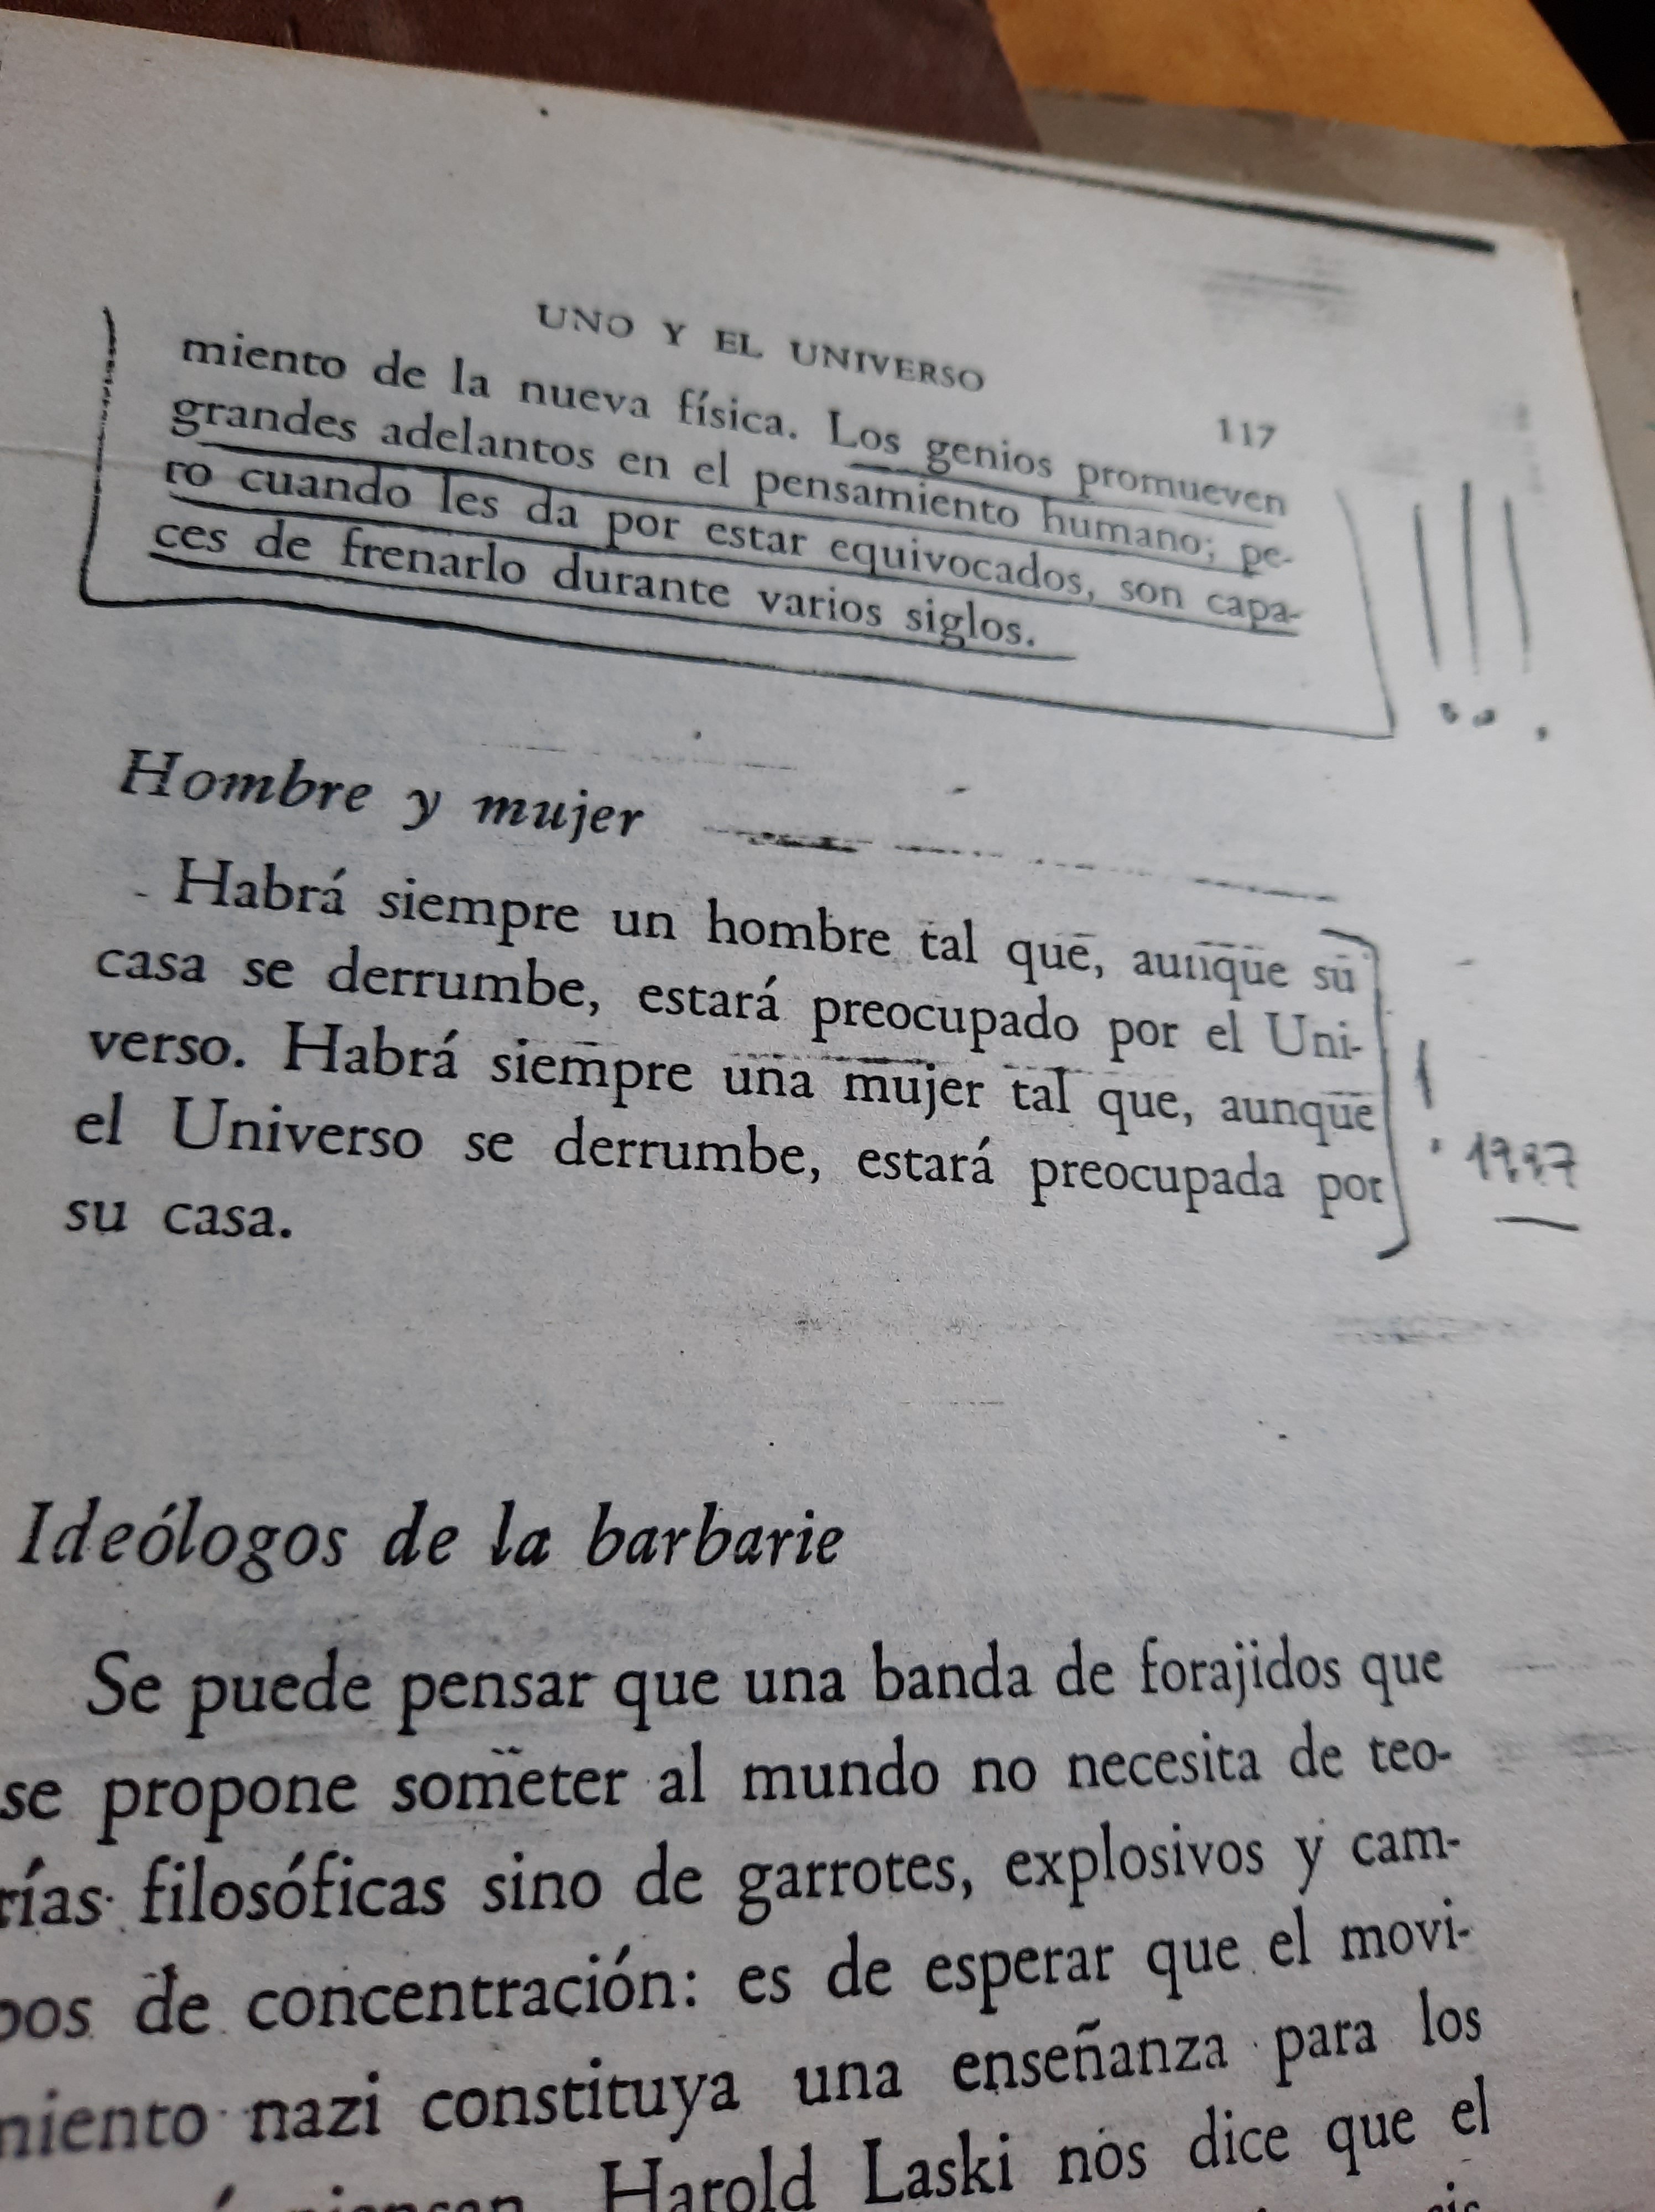 UNO Y EL UNIVERSO
117
miento de la nueva física. Los genios promueven
grandes adelantos en el pensamiento humano; pe-
ro cuando les da por estar equivocados, son capa-
ces de frenarlo durante varios siglos.
!!!
Hombre y mujer
Habrá siempre un hombre tal que, aunque su
casa se derrumbe, estará preocupado por el Uni-
verso. Habrá siempre una mujer tal que, aunque
el Universo se derrumbe, estará preocupada por
su casa.
!
Ideólogos de la barbarie
Se puede pensar que una banda de forajidos que
se propone someter al mundo no necesita de teo-
rías filosóficas sino de garrotes, explosivos y cam-
pos de concentración: es de esperar que el movi-
miento nazi constituya una enseñanza para los
Harold Laski nos dice que el